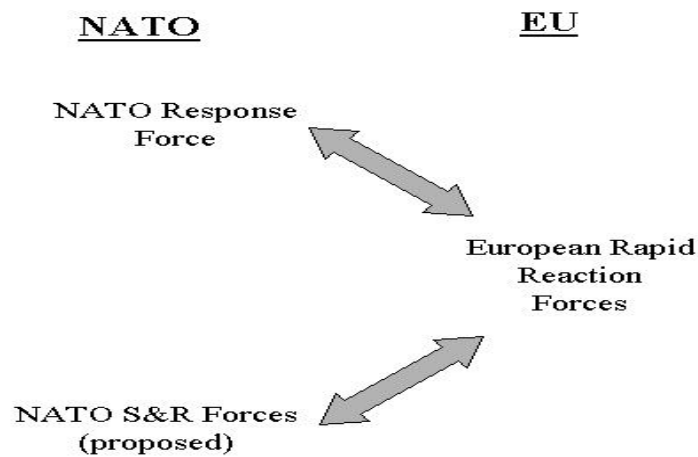 NATO
EU
NATO Response
Force
European Rapid
Reaction
Forces
NATO S&R Forces
(proposed)